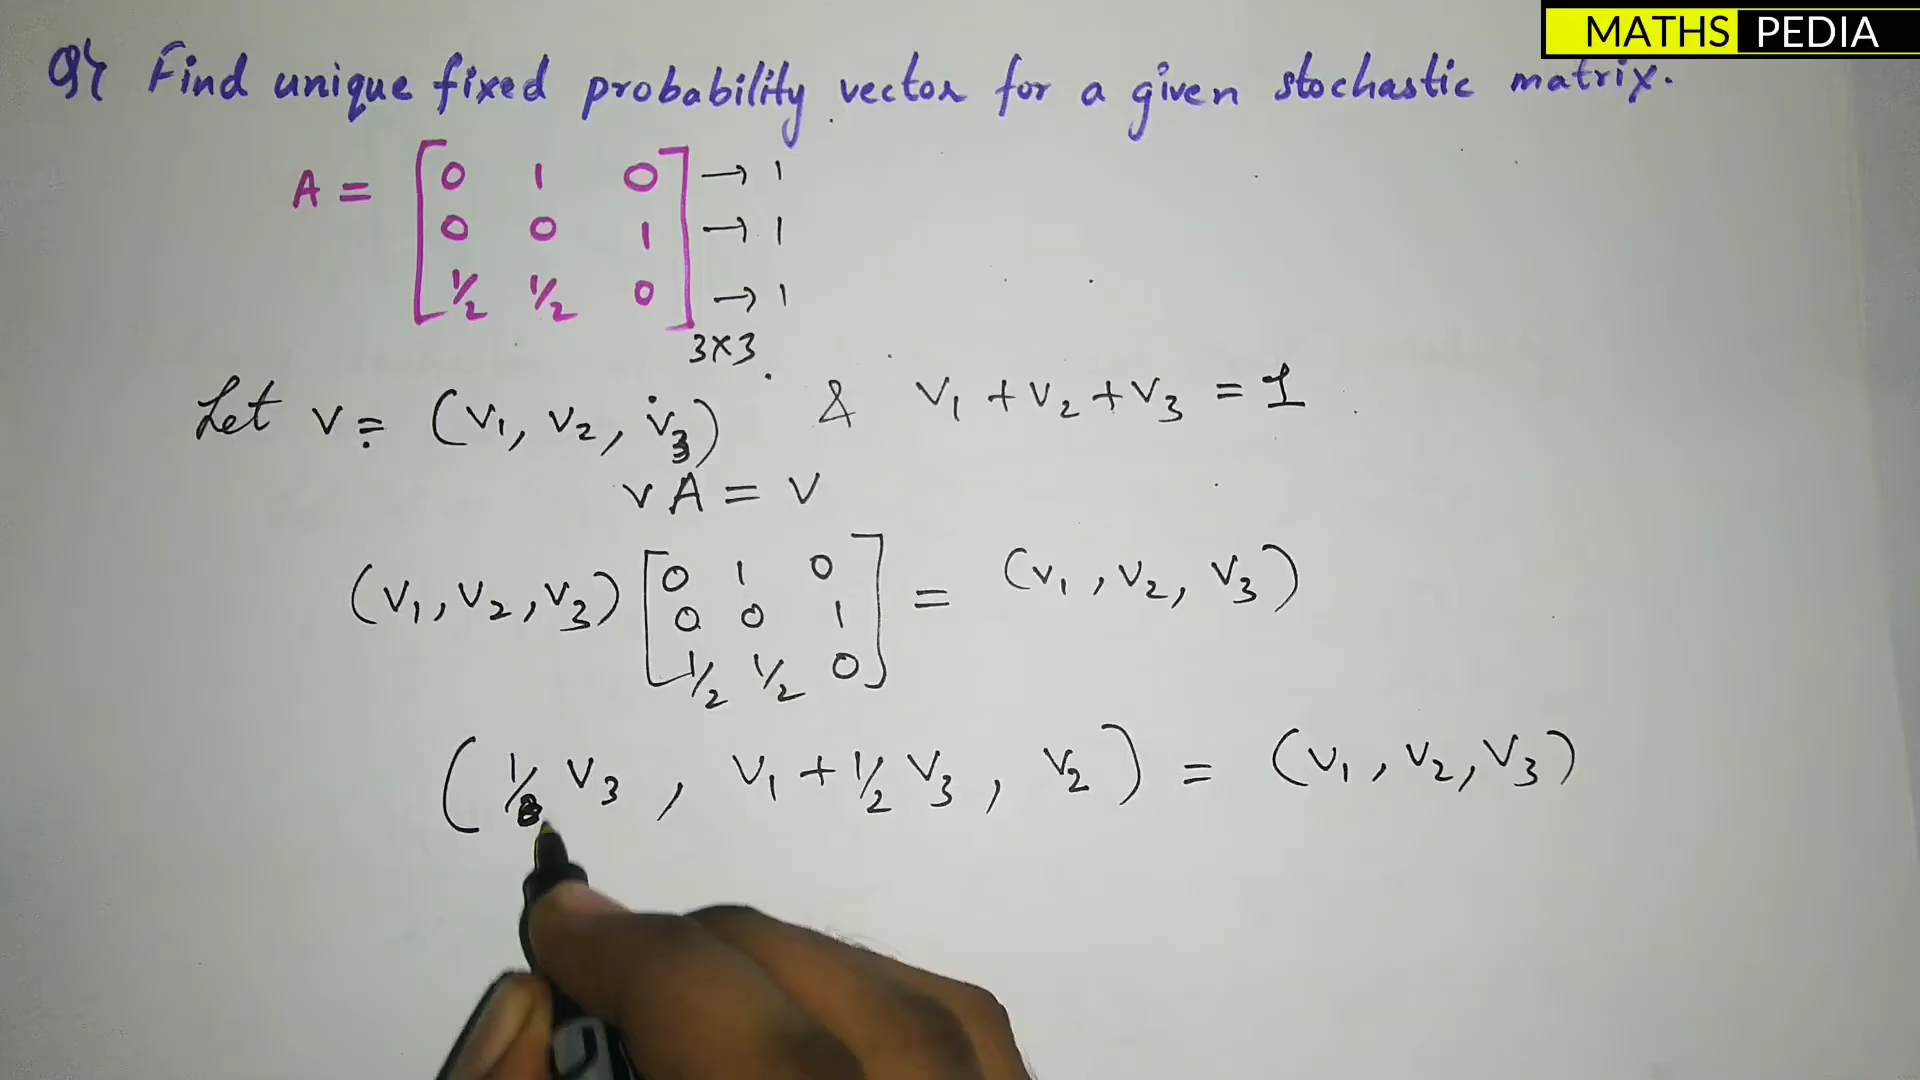 MATHS PEDIA
Q Find unique fixed probability vector for a given stochastic matrix.
A = [ 0 1 0 ] → 1
0 0 1 → 1
1/2 1/2 0 → 1
3×3
Let v = (v1, v2, v3) & v1 + v2 + v3 = 1
v A = v
(v1, v2, v3) [ 0 1 0
0 0 1
1/2 1/2 0 ] = (v1, v2, v3)
( 1/2 v3 , v1 + 1/2 v3 , v2 ) = (v1, v2, v3)